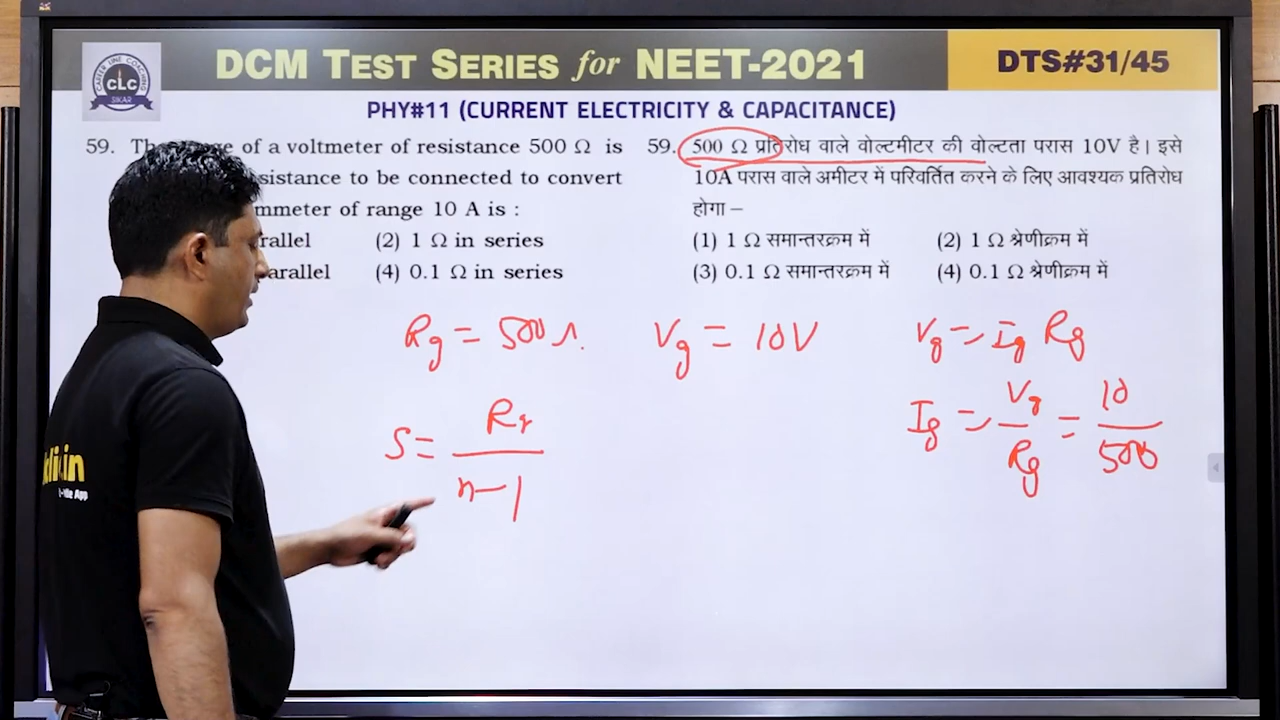 CAREER LINE COACHING
CLC
SIKAR
DCM TEST SERIES for NEET-2021
DTS#31/45
PHY#11 (CURRENT ELECTRICITY & CAPACITANCE)
59. The of a voltmeter of resistance 500 Ω is
sistance to be connected to convert
mmeter of range 10 A is :
rallel (2) 1 Ω in series
arallel (4) 0.1 Ω in series
59. 500 Ω प्रतिरोध वाले वोल्टमीटर की वोल्टता परास 10V है। इसे
10A परास वाले अमीटर में परिवर्तित करने के लिए आवश्यक प्रतिरोध
होगा –
(1) 1 Ω समान्तरक्रम में (2) 1 Ω श्रेणीक्रम में
(3) 0.1 Ω समान्तरक्रम में (4) 0.1 Ω श्रेणीक्रम में
Rg = 500 Ω. Vg = 10V Vg = Ig Rg
S = Rg / n-1
Ig = Vg / Rg = 10 / 500